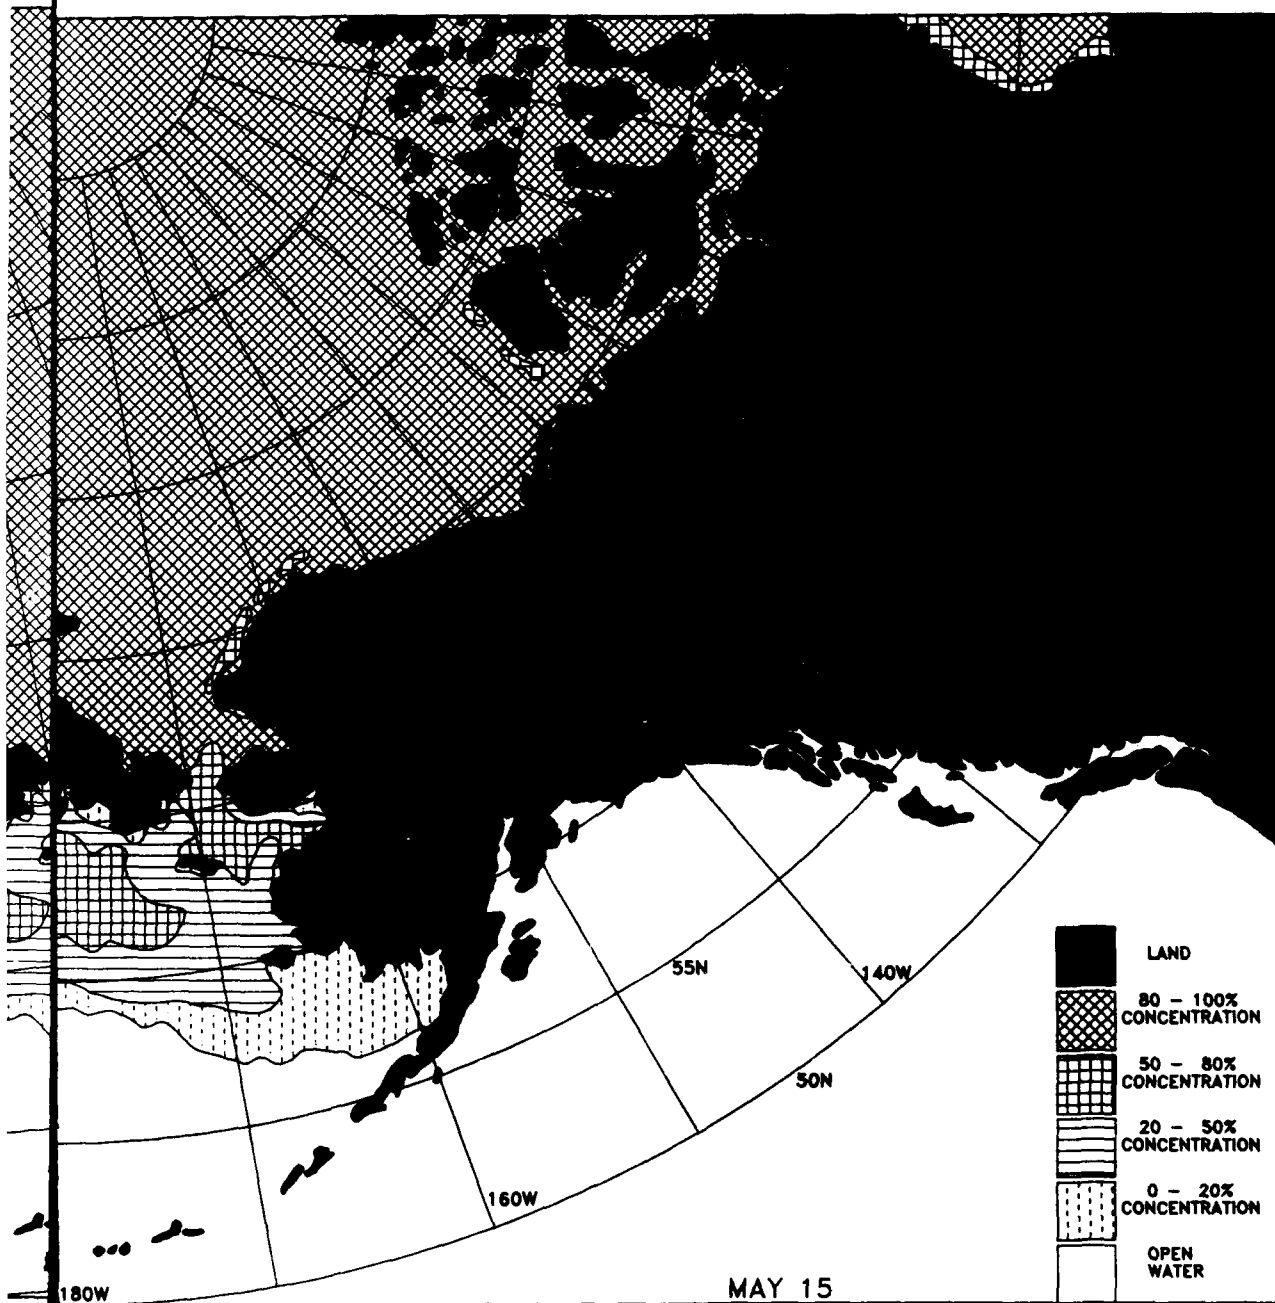 55N
140W
50N
160W
180W
MAY 15
LAND
80 - 100%
CONCENTRATION
50 - 80%
CONCENTRATION
20 - 50%
CONCENTRATION
0 - 20%
CONCENTRATION
OPEN
WATER